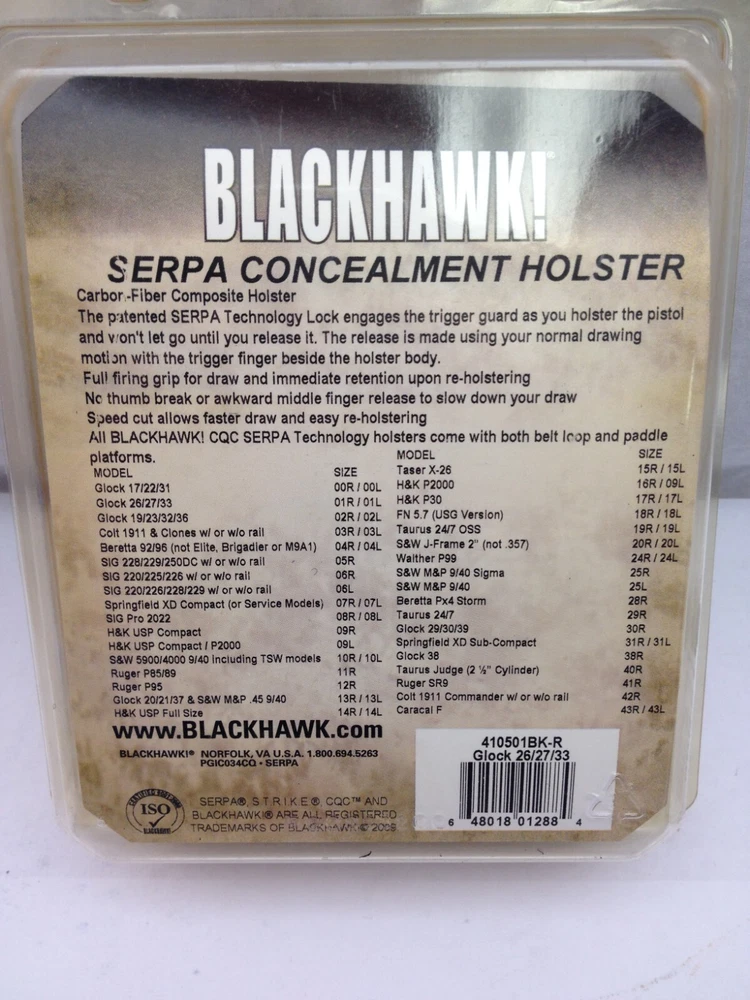 BLACKHAWK!
SERPA CONCEALMENT HOLSTER
Carbon-Fiber Composite Holster
The patented SERPA Technology Lock engages the trigger guard as you holster the pistol
and won't let go until you release it. The release is made using your normal drawing
motion with the trigger finger beside the holster body.
Full firing grip for draw and immediate retention upon re-holstering
No thumb break or awkward middle finger release to slow down your draw
Speed cut allows faster draw and easy re-holstering
All BLACKHAWK! CQC SERPA Technology holsters come with both belt loop and paddle
platforms.
MODEL SIZE
Glock 17/22/31 00R / 00L
Glock 26/27/33 01R / 01L
Glock 19/23/32/36 02R / 02L
Colt 1911 & Clones w/ or w/o rail 03R / 03L
Beretta 92/96 (not Elite, Brigadier or M9A1) 04R / 04L
SIG 228/229/250DC w/ or w/o rail 05R
SIG 220/225/226 w/ or w/o rail 06R
SIG 220/226/228/229 w/ or w/o rail 06L
Springfield XD Compact (or Service Models) 07R / 07L
SIG Pro 2022 08R / 08L
H&K USP Compact 09R
H&K USP Compact / P2000 09L
S&W 5900/4000 9/40 including TSW models 10R / 10L
Ruger P85/89 11R
Ruger P95 12R
Glock 20/21/37 & S&W M&P .45 9/40 13R / 13L
H&K USP Full Size 14R / 14L
MODEL SIZE
Taser X-26 15R / 15L
H&K P2000 16R / 09L
H&K P30 17R / 17L
FN 5.7 (USG Version) 18R / 18L
Taurus 24/7 OSS 19R / 19L
S&W J-Frame 2" (not .357) 20R / 20L
Walther P99 24R / 24L
S&W M&P 9/40 Sigma 25R
S&W M&P 9/40 25L
Beretta Px4 Storm 28R
Taurus 24/7 29R
Glock 29/30/39 30R
Springfield XD Sub-Compact 31R / 31L
Glock 38 38R
Taurus Judge (2 ½" Cylinder) 40R
Ruger SR9 41R
Colt 1911 Commander w/ or w/o rail 42R
Caracal F 43R / 43L
www.BLACKHAWK.com
BLACKHAWK!® NORFOLK, VA U.S.A. 1.800.694.5263
PGIC034CQ • SERPA
ISO
SERPA®, S.T.R.I.K.E.®, CQC™ AND
BLACKHAWK!® ARE ALL REGISTERED
TRADEMARKS OF BLACKHAWK!©
410501BK-R
Glock 26/27/33
6 48018 01288 4